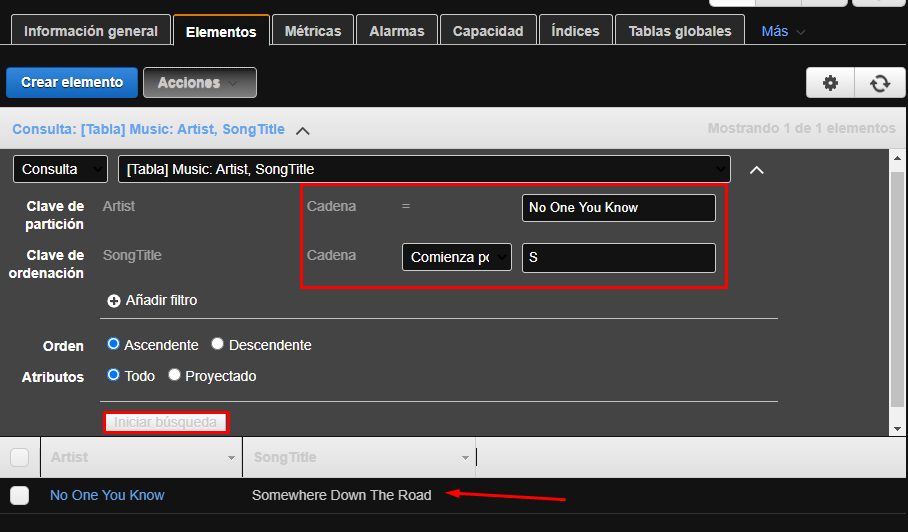 Información general Elementos Métricas Alarmas Capacidad Índices Tablas globales Más
Crear elemento Acciones
Consulta: [Tabla] Music: Artist, SongTitle Mostrando 1 de 1 elementos
Consulta [Tabla] Music: Artist, SongTitle
Clave de partición Artist Cadena = No One You Know
Clave de ordenación SongTitle Cadena Comienza po S
Añadir filtro
Orden Ascendente Descendente
Atributos Todo Proyectado
Iniciar búsqueda
Artist SongTitle
No One You Know Somewhere Down The Road